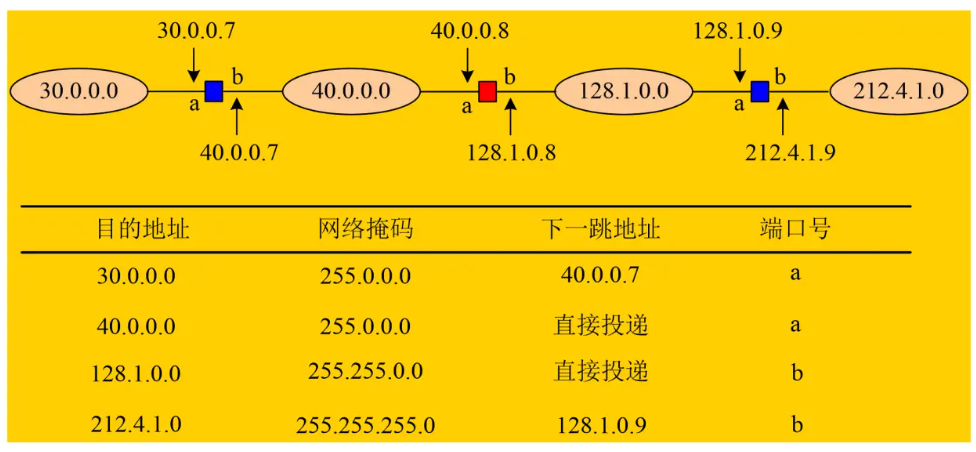 30.0.0.7 40.0.0.8 128.1.0.9
b b b
30.0.0.0 40.0.0.0 128.1.0.0 212.4.1.0
a a a
40.0.0.7 128.1.0.8 212.4.1.9
目的地址 网络掩码 下一跳地址 端口号
30.0.0.0 255.0.0.0 40.0.0.7 a
40.0.0.0 255.0.0.0 直接投递 a
128.1.0.0 255.255.0.0 直接投递 b
212.4.1.0 255.255.255.0 128.1.0.9 b